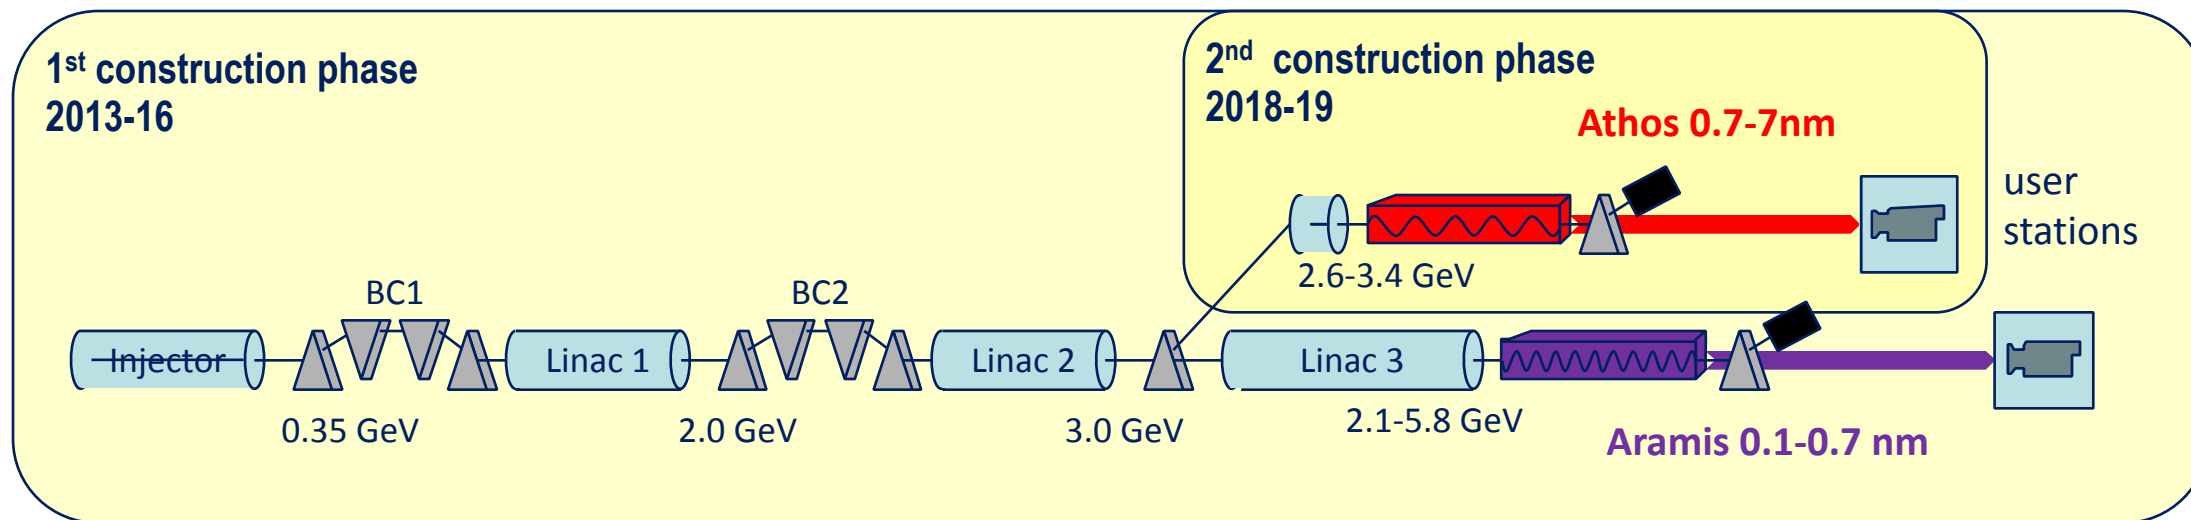 1st construction phase
2013-16
2nd construction phase
2018-19
Athos 0.7-7nm
user
stations
2.6-3.4 GeV
BC1
BC2
Injector
Linac 1
Linac 2
Linac 3
0.35 GeV
2.0 GeV
3.0 GeV
2.1-5.8 GeV
Aramis 0.1-0.7 nm